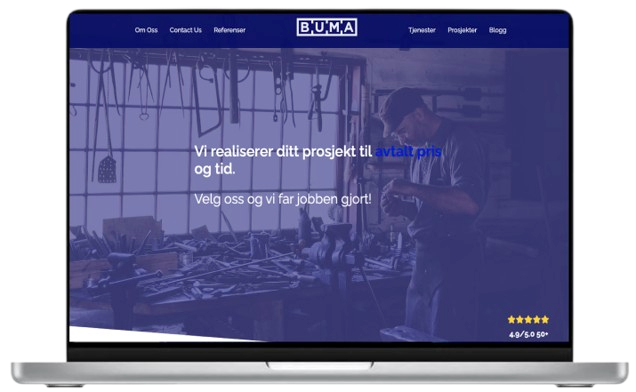 Om Oss
Contact Us
Referenser
BUMA
Tjenester
Prosjekter
Blogg
Vi realiserer ditt prosjekt til avtalt pris
og tid.
Velg oss og vi far jobben gjort!
4.9/5.0 50+